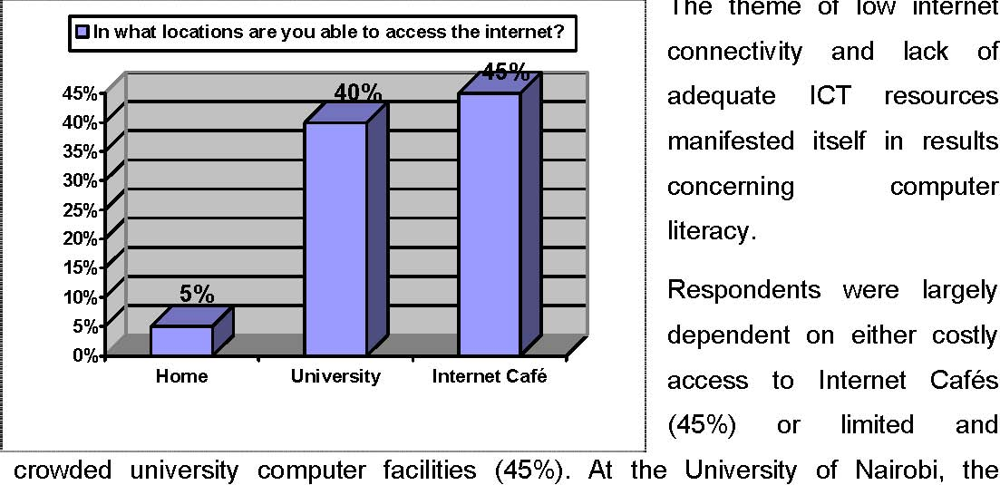 In what locations are you able to access the internet?
45%
40%
35%
30%
25%
20%
15%
10%
5%
0%
5%
40%
45%
Home University Internet Café
The theme of low internet
connectivity and lack of
adequate ICT resources
manifested itself in results
concerning computer
literacy.
Respondents were largely
dependent on either costly
access to Internet Cafés
(45%) or limited and
crowded university computer facilities (45%). At the University of Nairobi, the